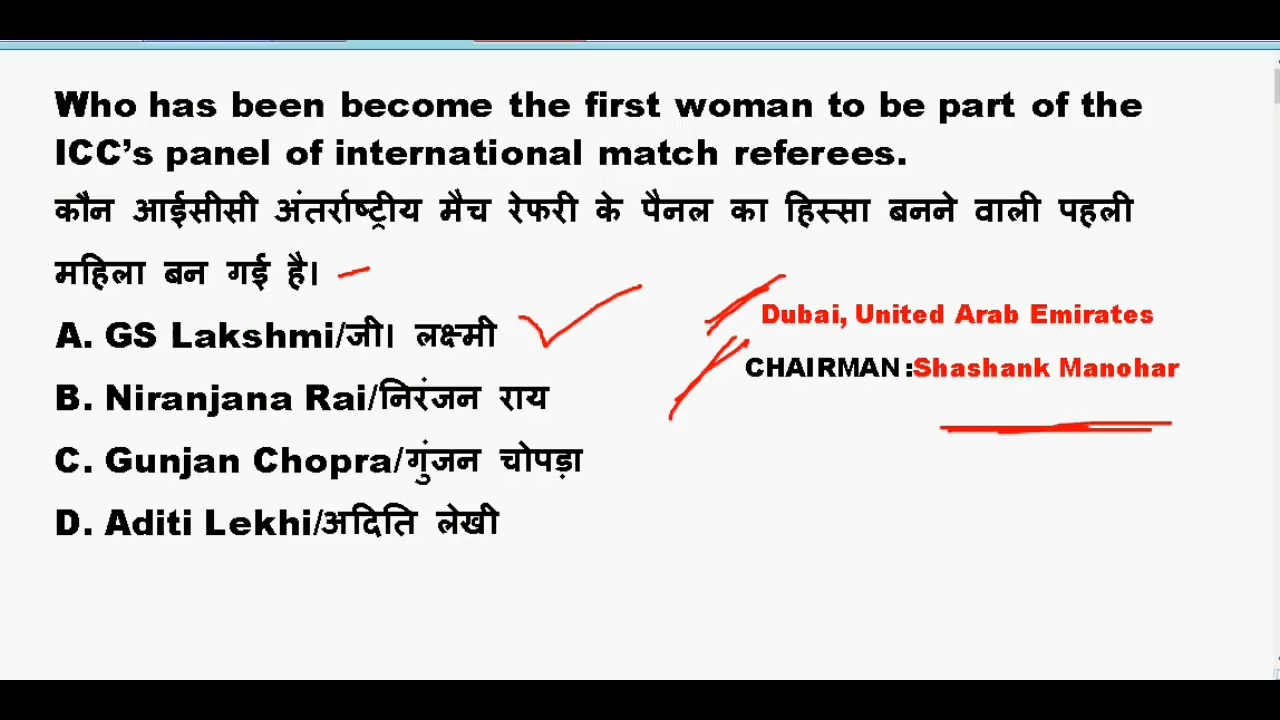 Who has been become the first woman to be part of the
ICC’s panel of international match referees.
कौन आईसीसी अंतर्राष्ट्रीय मैच रेफरी के पैनल का हिस्सा बनने वाली पहली
महिला बन गई है।
A. GS Lakshmi/जी। लक्ष्मी
B. Niranjana Rai/निरंजन राय
C. Gunjan Chopra/गुंजन चोपड़ा
D. Aditi Lekhi/अदिति लेखी
Dubai, United Arab Emirates
CHAIRMAN:Shashank Manohar